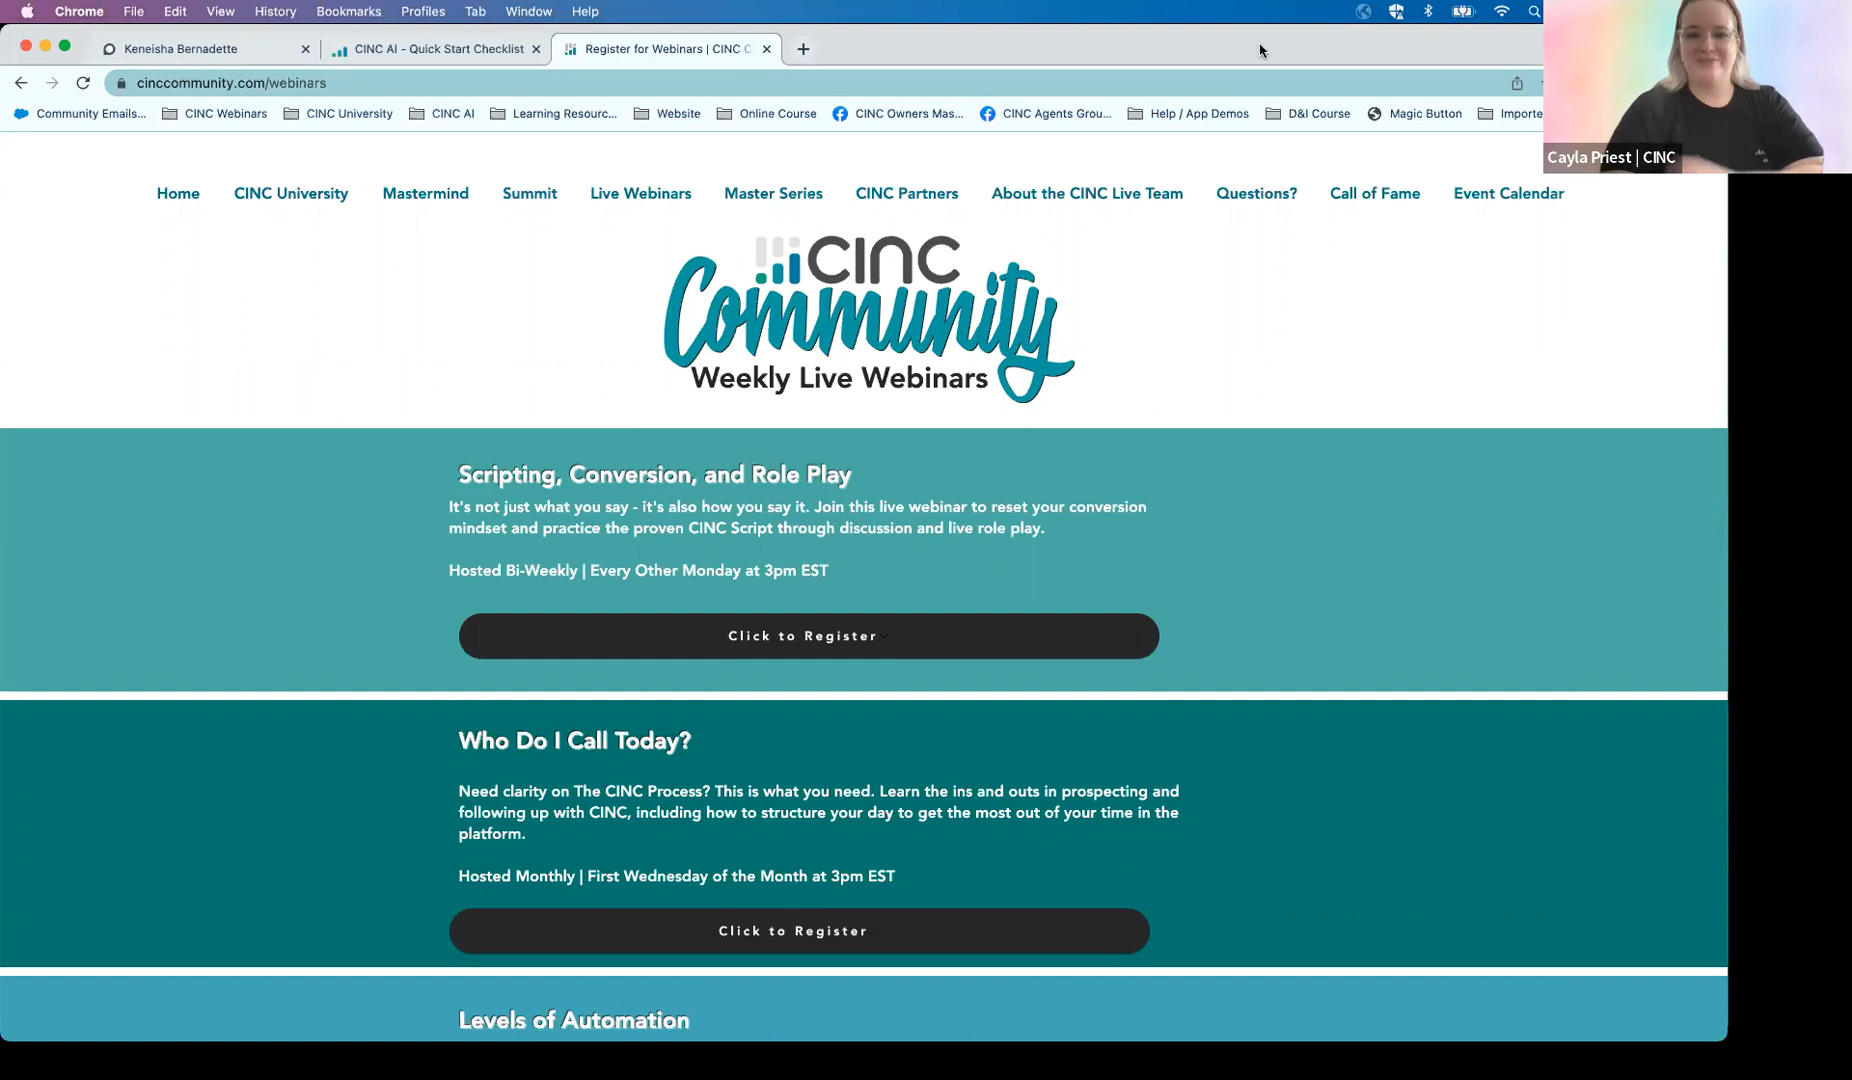 Chrome File Edit View History Bookmarks Profiles Tab Window Help
Keneisha Bernadette
CINC AI - Quick Start Checklist
Register for Webinars | CINC C
cinccommunity.com/webinars
Community Emails...
CINC Webinars
CINC University
CINC AI
Learning Resourc...
Website
Online Course
CINC Owners Mas...
CINC Agents Grou...
Help / App Demos
D&I Course
Magic Button
Importe
Cayla Priest | CINC
Home CINC University Mastermind Summit Live Webinars Master Series CINC Partners About the CINC Live Team Questions? Call of Fame Event Calendar
CINC
Community
Weekly Live Webinars
Scripting, Conversion, and Role Play
It's not just what you say - it's also how you say it. Join this live webinar to reset your conversion
mindset and practice the proven CINC Script through discussion and live role play.
Hosted Bi-Weekly | Every Other Monday at 3pm EST
Click to Register
Who Do I Call Today?
Need clarity on The CINC Process? This is what you need. Learn the ins and outs in prospecting and
following up with CINC, including how to structure your day to get the most out of your time in the
platform.
Hosted Monthly | First Wednesday of the Month at 3pm EST
Click to Register
Levels of Automation